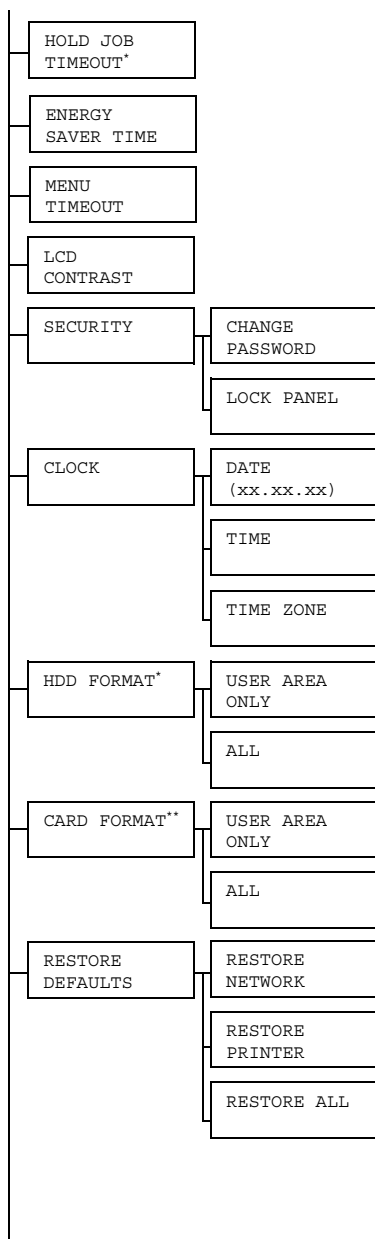 HOLD JOB
TIMEOUT*
ENERGY
SAVER TIME
MENU
TIMEOUT
LCD
CONTRAST
SECURITY
CHANGE
PASSWORD
LOCK PANEL
CLOCK
DATE
(xx.xx.xx)
TIME
TIME ZONE
HDD FORMAT*
USER AREA
ONLY
ALL
CARD FORMAT**
USER AREA
ONLY
ALL
RESTORE
DEFAULTS
RESTORE
NETWORK
RESTORE
PRINTER
RESTORE ALL